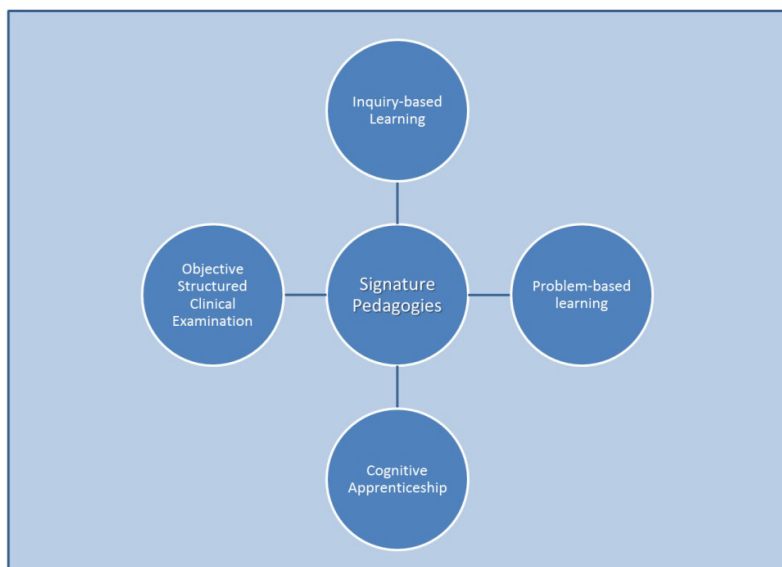 Inquiry-based
Learning
Objective
Structured
Clinical
Examination
Signature
Pedagogies
Problem-based
learning
Cognitive
Apprenticeship